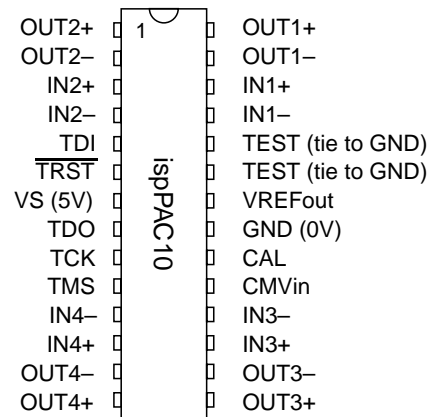 OUT2+ 1 OUT1+
OUT2– OUT1–
IN2+ IN1+
IN2– IN1–
TDI TEST (tie to GND)
TRST TEST (tie to GND)
VS (5V) VREFout
TDO GND (0V)
TCK CAL
TMS CMVin
IN4– IN3–
IN4+ IN3+
OUT4– OUT3–
OUT4+ OUT3+
ispPAC10